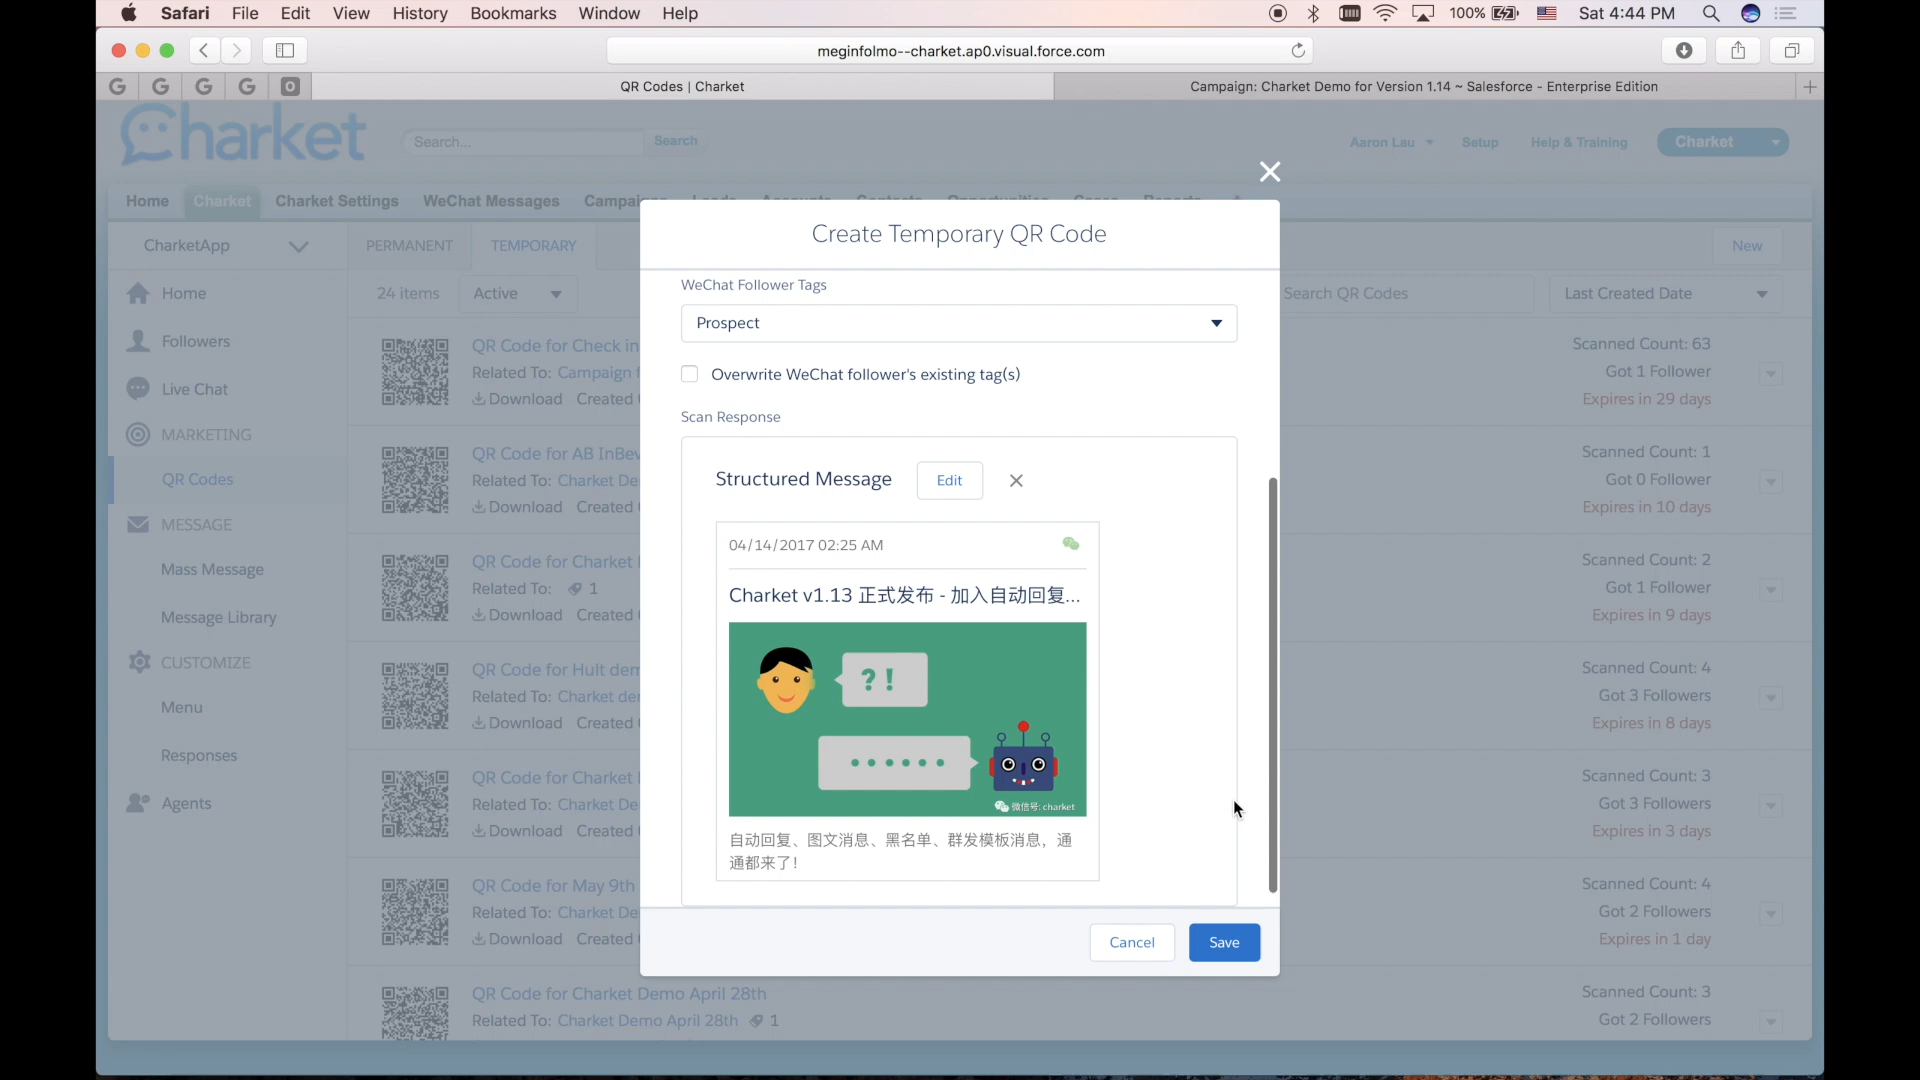 Safari File Edit View History Bookmarks Window Help 100% Sat 4:44 PM
meginfolmo--charket.ap0.visual.force.com
G G G G O QR Codes | Charket Campaign: Charket Demo for Version 1.14 ~ Salesforce - Enterprise Edition +
Charket Search... Search Aaron Lau Setup Help & Training Charket
Home Charket Charket Settings WeChat Messages
CharketApp PERMANENT TEMPORARY New
24 items Active Search QR Codes Last Created Date
Home
Followers
Live Chat
MARKETING
QR Codes
MESSAGE
Mass Message
Message Library
CUSTOMIZE
Menu
Responses
Agents
QR Code for Check in
Related To: Campaign
Download Created
Scanned Count: 63
Got 1 Follower
Expires in 29 days
QR Code for AB InBev
Related To: Charket De
Download Created
Scanned Count: 1
Got 0 Follower
Expires in 10 days
QR Code for Charket
Related To: 1
Download Created
Scanned Count: 2
Got 1 Follower
Expires in 9 days
QR Code for Hult dem
Related To: Charket de
Download Created
Scanned Count: 4
Got 3 Followers
Expires in 8 days
QR Code for Charket
Related To: Charket De
Download Created
Scanned Count: 3
Got 3 Followers
Expires in 3 days
QR Code for May 9th
Related To: Charket De
Download Created
Scanned Count: 4
Got 2 Followers
Expires in 1 day
QR Code for Charket Demo April 28th
Related To: Charket Demo April 28th 1
Scanned Count: 3
Got 2 Followers
Create Temporary QR Code
WeChat Follower Tags
Prospect
Overwrite WeChat follower's existing tag(s)
Scan Response
Structured Message Edit
04/14/2017 02:25 AM
Charket v1.13 正式发布 - 加入自动回复...
? !
微信号: charket
自动回复、图文消息、黑名单、群发模板消息，通
通都来了!
Cancel Save